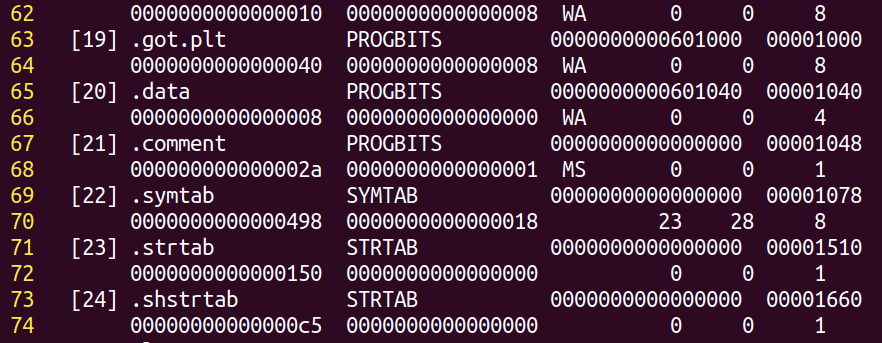 62 0000000000000010 0000000000000008 WA 0 0 8
63 [19] .got.plt PROGBITS 0000000000601000 00001000
64 0000000000000040 0000000000000008 WA 0 0 8
65 [20] .data PROGBITS 0000000000601040 00001040
66 0000000000000008 0000000000000000 WA 0 0 4
67 [21] .comment PROGBITS 0000000000000000 00001048
68 000000000000002a 0000000000000001 MS 0 0 1
69 [22] .symtab SYMTAB 0000000000000000 00001078
70 0000000000000498 0000000000000018 23 28 8
71 [23] .strtab STRTAB 0000000000000000 00001510
72 0000000000000150 0000000000000000 0 0 1
73 [24] .shstrtab STRTAB 0000000000000000 00001660
74 00000000000000c5 0000000000000000 0 0 1